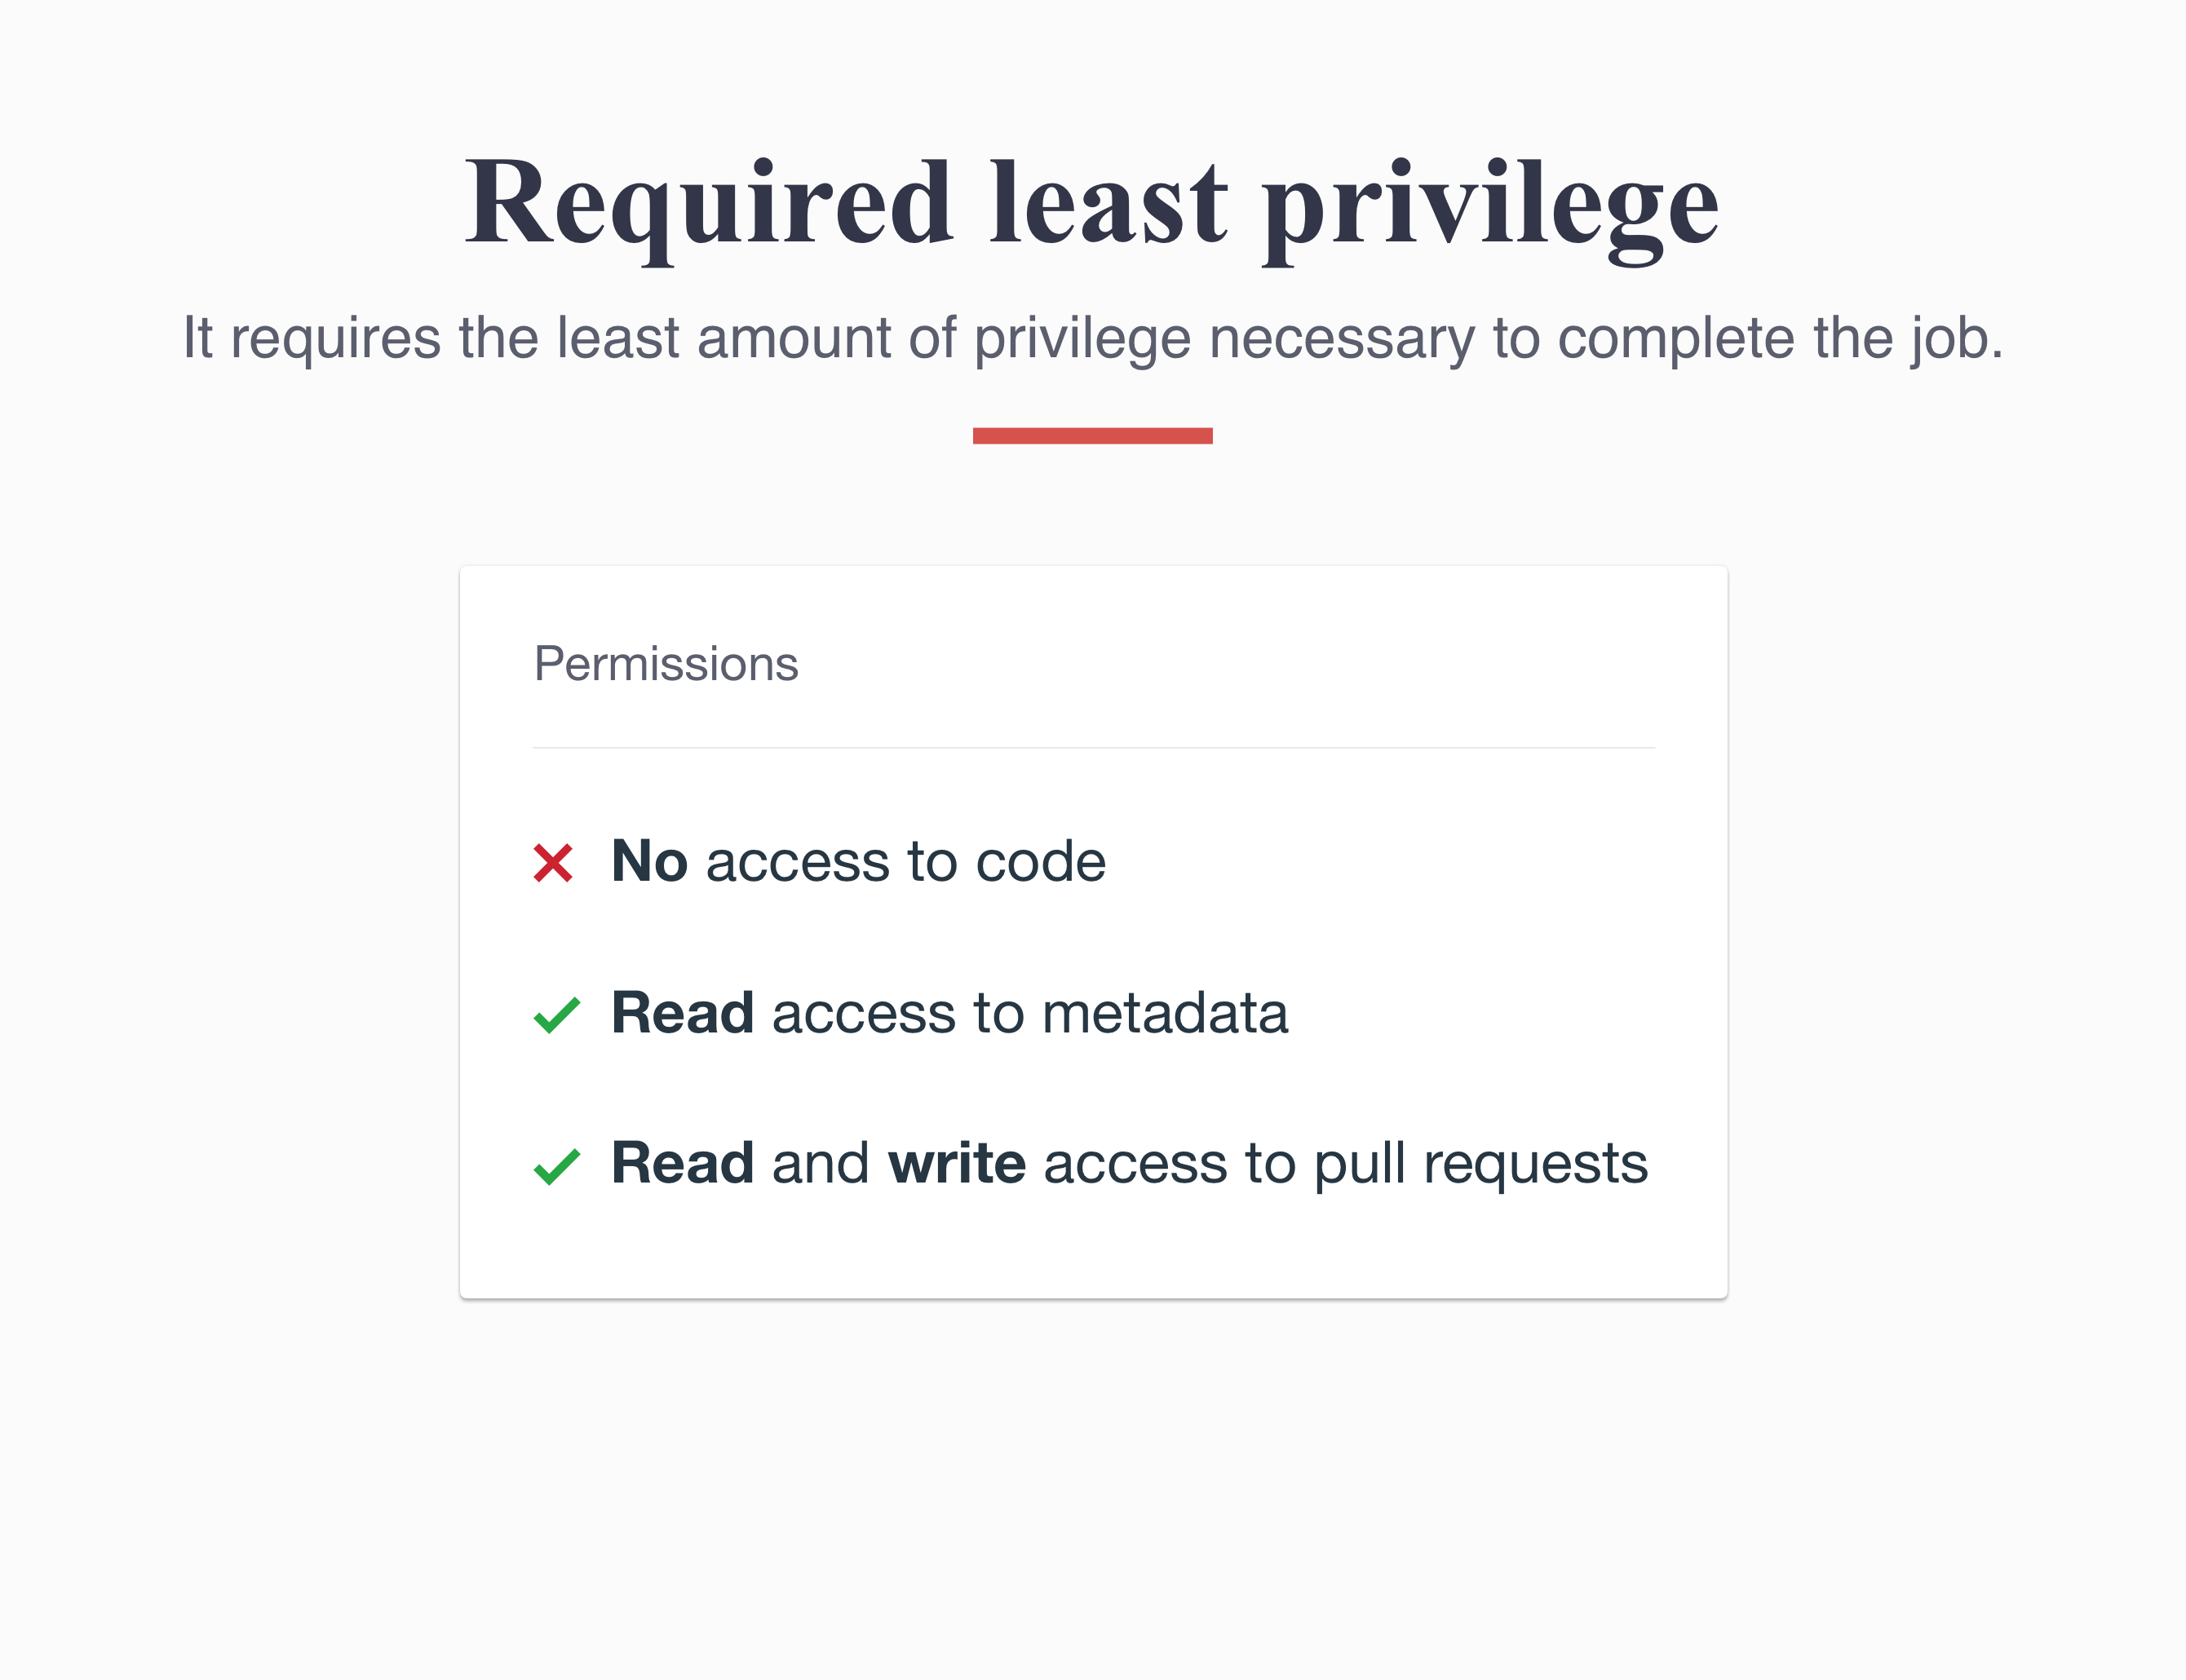 Required least privilege
It requires the least amount of privilege necessary to complete the job.
Permissions
No access to code
Read access to metadata
Read and write access to pull requests